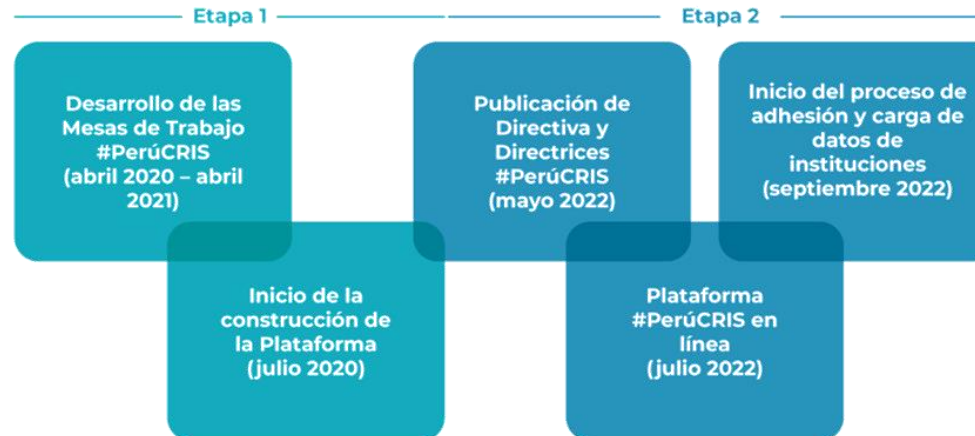 Etapa 1
Etapa 2
Desarrollo de las
Mesas de Trabajo
#PerúCRIS
(abril 2020 – abril
2021)
Inicio de la
construcción de
la Plataforma
(julio 2020)
Publicación de
Directiva y
Directrices
#PerúCRIS
(mayo 2022)
Plataforma
#PerúCRIS en
línea
(julio 2022)
Inicio del proceso de
adhesión y carga de
datos de
instituciones
(septiembre 2022)